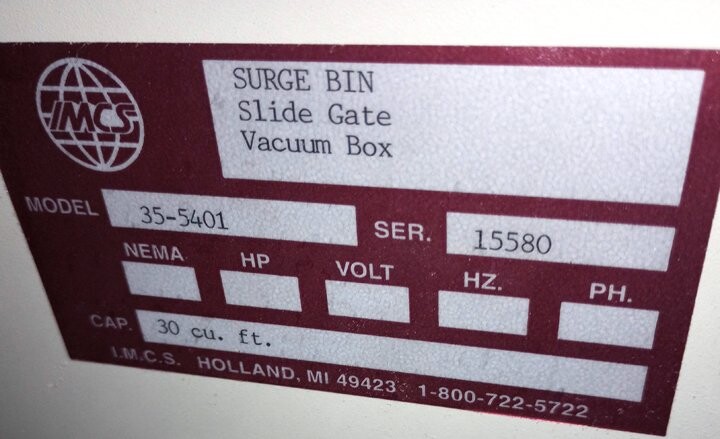 IMCS
SURGE BIN
Slide Gate
Vacuum Box
MODEL 35-5401 SER. 15580
NEMA HP VOLT HZ. PH.
CAP. 30 cu. ft.
I.M.C.S. HOLLAND, MI 49423 1-800-722-5722